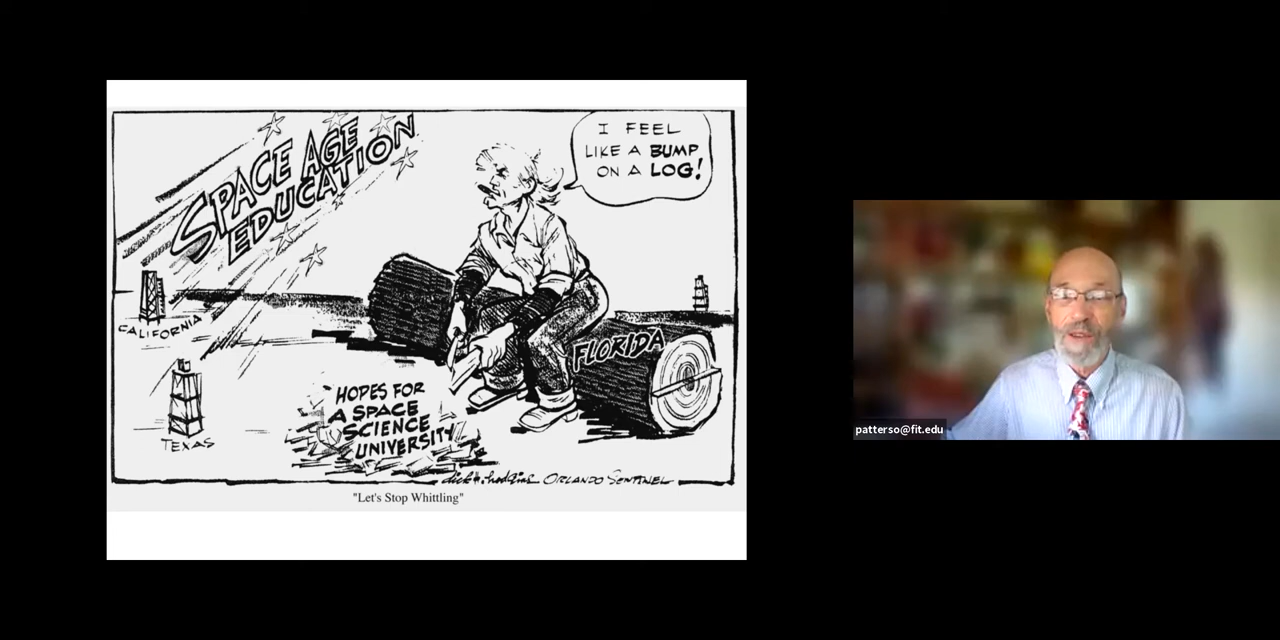 SPACE AGE
EDUCATION
I FEEL
LIKE A BUMP
ON A LOG!
CALIFORNIA
TEXAS
FLORIDA
HOPES FOR
A SPACE
SCIENCE
UNIVERSITY
ORLANDO SENTINEL
"Let's Stop Whittling"
patterso@fit.edu